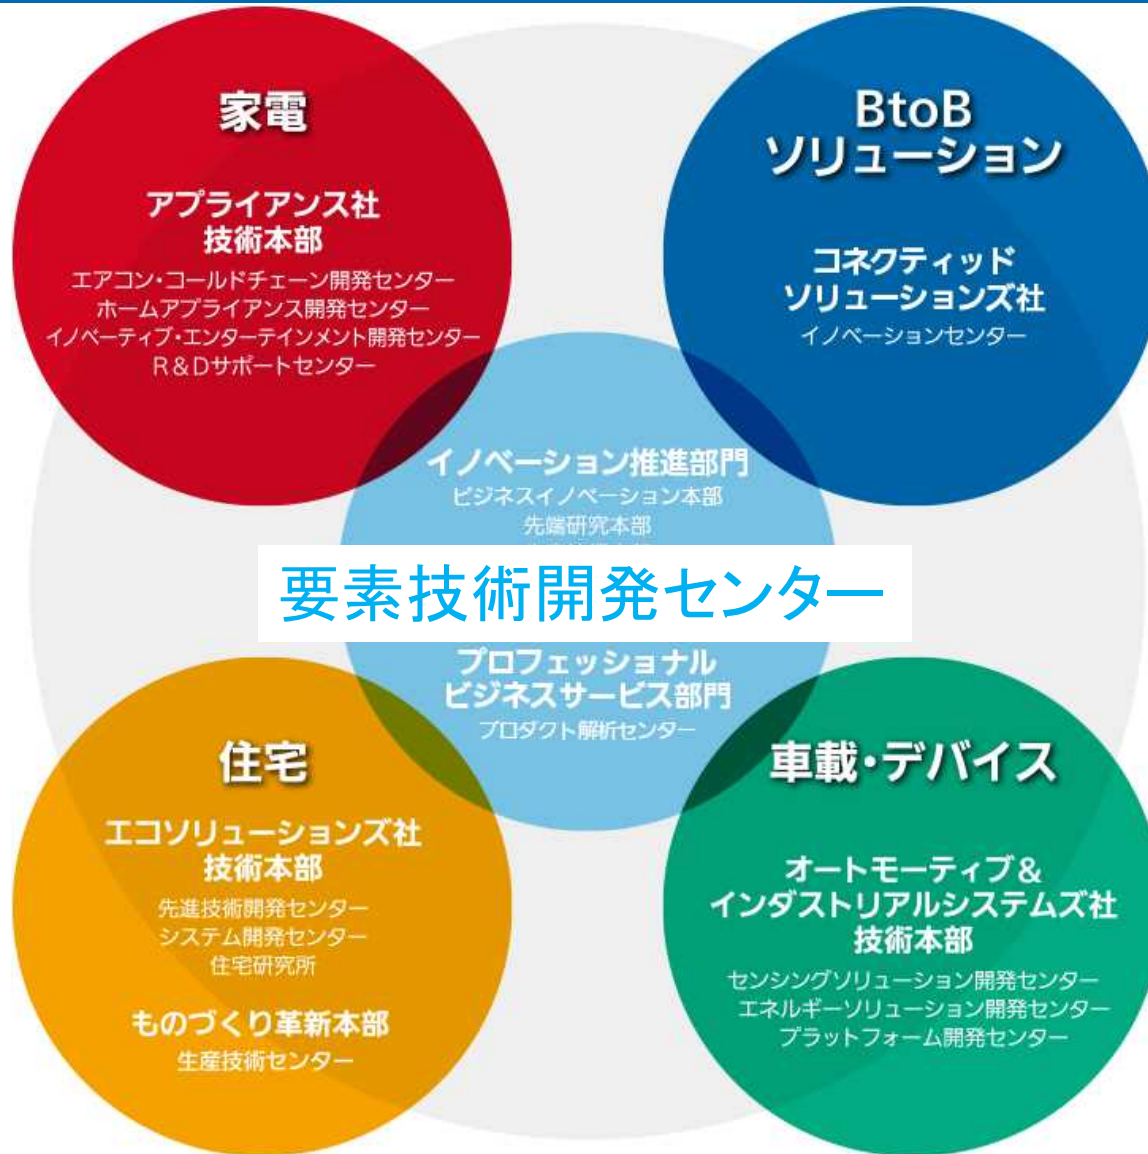 家電
アプライアンス社
技術本部
エアコン・コールドチェーン開発センター
ホームアプライアンス開発センター
イノベーティブ・エンターテインメント開発センター
R&Dサポートセンター
BtoB
ソリューション
コネクティッド
ソリューションズ社
イノベーションセンター
イノベーション推進部門
ビジネスイノベーション本部
先端研究本部
要素技術開発センター
プロフェッショナル
ビジネスサービス部門
プロダクト解析センター
住宅
エコソリューションズ社
技術本部
先進技術開発センター
システム開発センター
住宅研究所
ものづくり革新本部
生産技術センター
車載・デバイス
オートモーティブ&
インダストリアルシステムズ社
技術本部
センシングソリューション開発センター
エネルギーソリューション開発センター
プラットフォーム開発センター